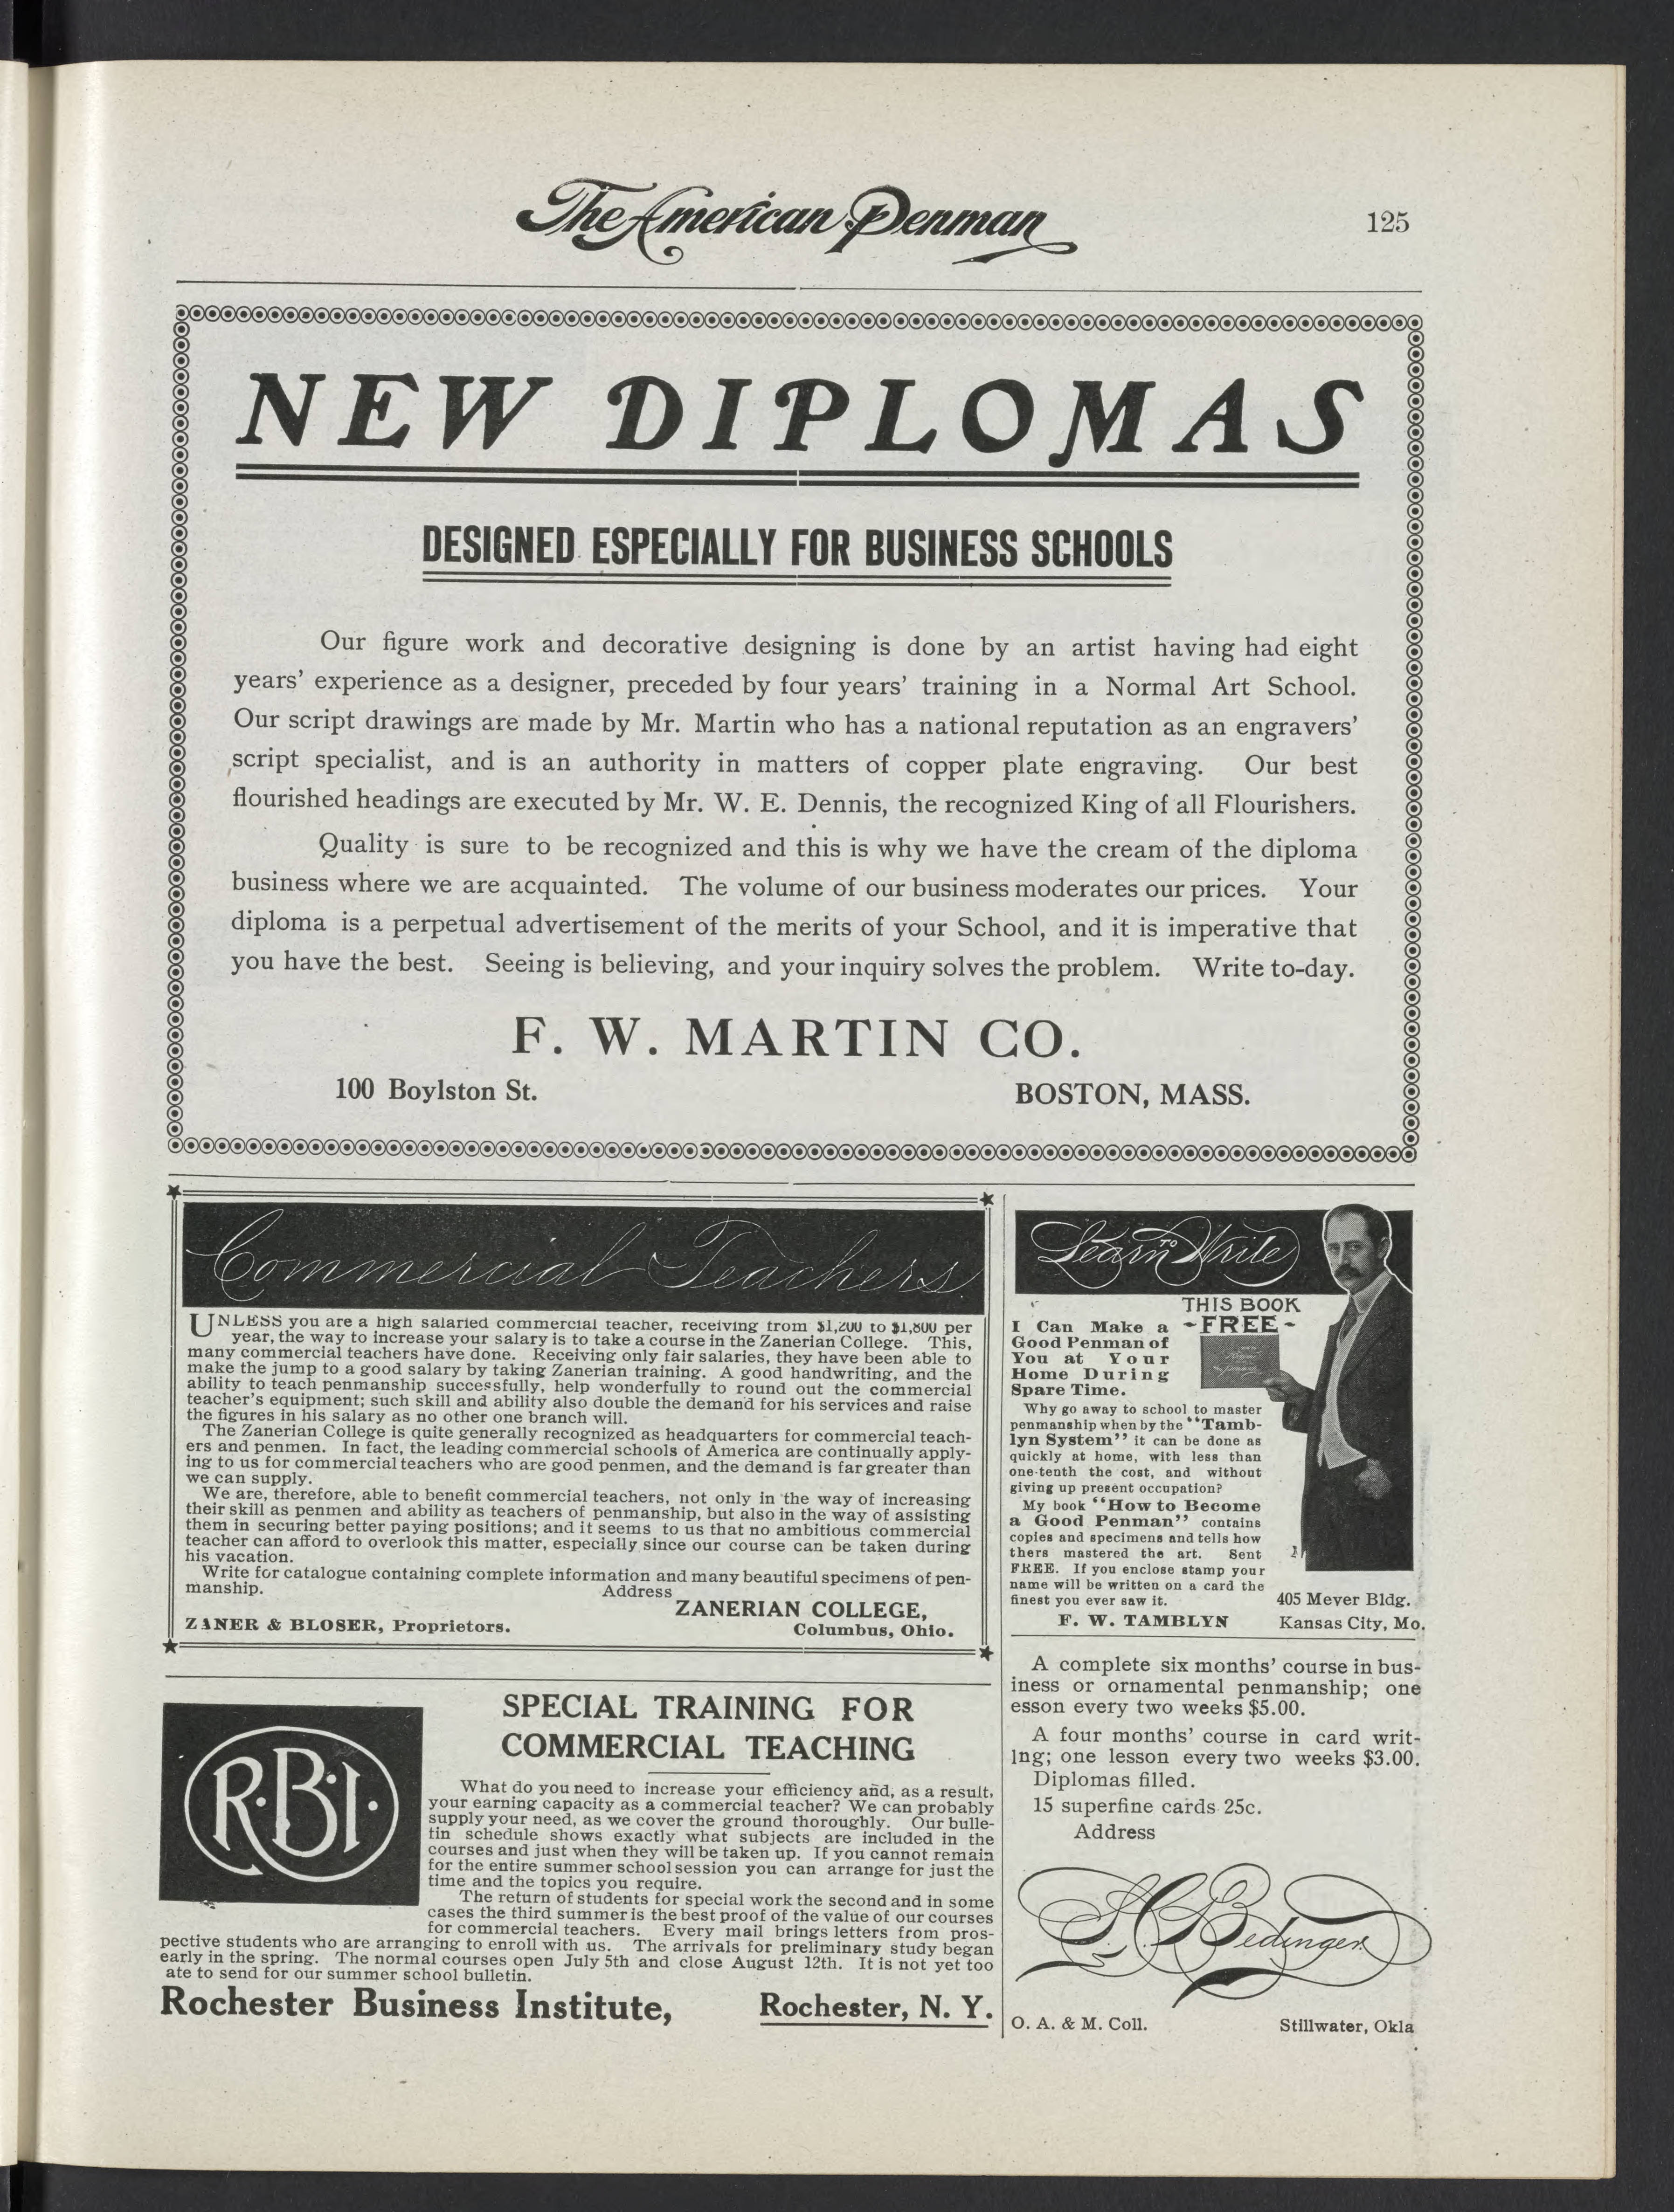 The American Penman
125
NEW DIPLOMAS
DESIGNED ESPECIALLY FOR BUSINESS SCHOOLS
Our figure work and decorative designing is done by an artist having had eight
years' experience as a designer, preceded by four years' training in a Normal Art School.
Our script drawings are made by Mr. Martin who has a national reputation as an engravers'
script specialist, and is an authority in matters of copper plate engraving. Our best
flourished headings are executed by Mr. W. E. Dennis, the recognized King of all Flourishers.
Quality is sure to be recognized and this is why we have the cream of the diploma
business where we are acquainted. The volume of our business moderates our prices. Your
diploma is a perpetual advertisement of the merits of your School, and it is imperative that
you have the best. Seeing is believing, and your inquiry solves the problem. Write to-day.
F. W. MARTIN CO.
100 Boylston St. BOSTON, MASS.
Commercial Teachers
UNLESS you are a high salaried commercial teacher, receiving from $1,200 to $1,800 per
year, the way to increase your salary is to take a course in the Zanerian College. This,
many commercial teachers have done. Receiving only fair salaries, they have been able to
make the jump to a good salary by taking Zanerian training. A good handwriting, and the
ability to teach penmanship successfully, help wonderfully to round out the commercial
teacher's equipment; such skill and ability also double the demand for his services and raise
the figures in his salary as no other one branch will.
The Zanerian College is quite generally recognized as headquarters for commercial teach-
ers and penmen. In fact, the leading commercial schools of America are continually apply-
ing to us for commercial teachers who are good penmen, and the demand is far greater than
we can supply.
We are, therefore, able to benefit commercial teachers, not only in the way of increasing
their skill as penmen and ability as teachers of penmanship, but also in the way of assisting
them in securing better paying positions; and it seems to us that no ambitious commercial
teacher can afford to overlook this matter, especially since our course can be taken during
his vacation.
Write for catalogue containing complete information and many beautiful specimens of pen-
manship. Address
ZANERIAN COLLEGE,
ZANER & BLOSER, Proprietors. Columbus, Ohio.
Learn TO Write
THIS BOOK
-FREE-
I Can Make a
Good Penman of
You at Your
Home During
Spare Time.
Why go away to school to master
penmanship when by the "Tamb-
lyn System" it can be done as
quickly at home, with less than
one-tenth the cost, and without
giving up present occupation?
My book "How to Become
a Good Penman" contains
copies and specimens and tells how
thers mastered the art. Sent
FREE. If you enclose stamp your
name will be written on a card the
finest you ever saw it.
F. W. TAMBLYN
405 Meyer Bldg.
Kansas City, Mo.
R.B.I.
SPECIAL TRAINING FOR
COMMERCIAL TEACHING
What do you need to increase your efficiency and, as a result,
your earning capacity as a commercial teacher? We can probably
supply your need, as we cover the ground thoroughly. Our bulle-
tin schedule shows exactly what subjects are included in the
courses and just when they will be taken up. If you cannot remain
for the entire summer school session you can arrange for just the
time and the topics you require.
The return of students for special work the second and in some
cases the third summer is the best proof of the value of our courses
for commercial teachers. Every mail brings letters from pros-
pective students who are arranging to enroll with us. The arrivals for preliminary study began
early in the spring. The normal courses open July 5th and close August 12th. It is not yet too
ate to send for our summer school bulletin.
Rochester Business Institute, Rochester, N. Y.
A complete six months' course in bus-
iness or ornamental penmanship; one
esson every two weeks $5.00.
A four months' course in card writ-
ing; one lesson every two weeks $3.00.
Diplomas filled.
15 superfine cards 25c.
Address
Bedinger
O. A. & M. Coll. Stillwater, Okla